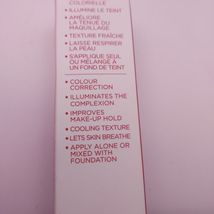 COLORIELLE
• ILLUMINE LE TEINT
• AMÉLIORE
LA TENUE DU
MAQUILLAGE
• TEXTURE FRAÎCHE
• LAISSE RESPIRER
LA PEAU
• S'APPLIQUE SEUL
OU MÉLANGÉ À
UN FOND DE TEINT
• COLOUR
CORRECTION
• ILLUMINATES THE
COMPLEXION
• IMPROVES
MAKE-UP HOLD
• COOLING TEXTURE
• LETS SKIN BREATHE
• APPLY ALONE OR
MIXED WITH
FOUNDATION